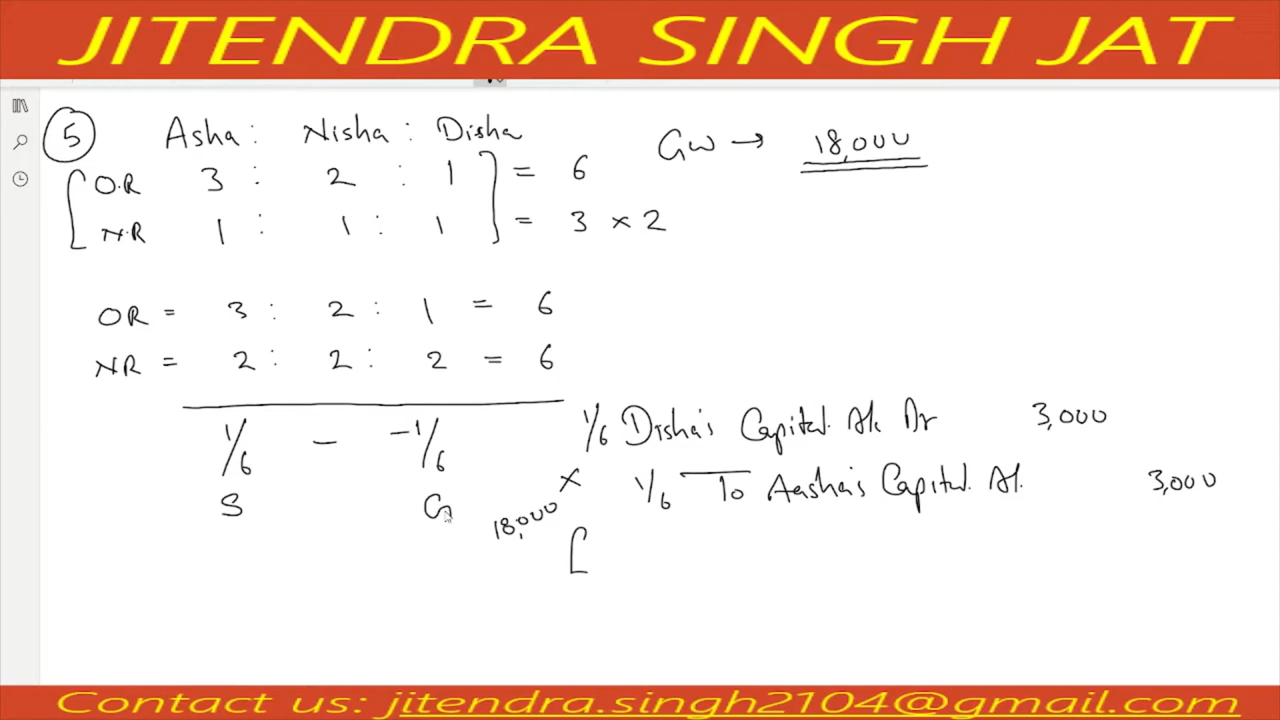 JITENDRA SINGH JAT
5 Asha : Nisha : Disha GW → 18,000
O.R 3 : 2 : 1 = 6
N.R 1 : 1 : 1 = 3 × 2
OR = 3 : 2 : 1 = 6
NR = 2 : 2 : 2 = 6
1/6 – -1/6
S G
1/6 Disha's Capital A/c Dr 3,000
× 1/6 To Aasha's Capital A/c 3,000
18,000
[
Contact us: jitendra.singh2104@gmail.com